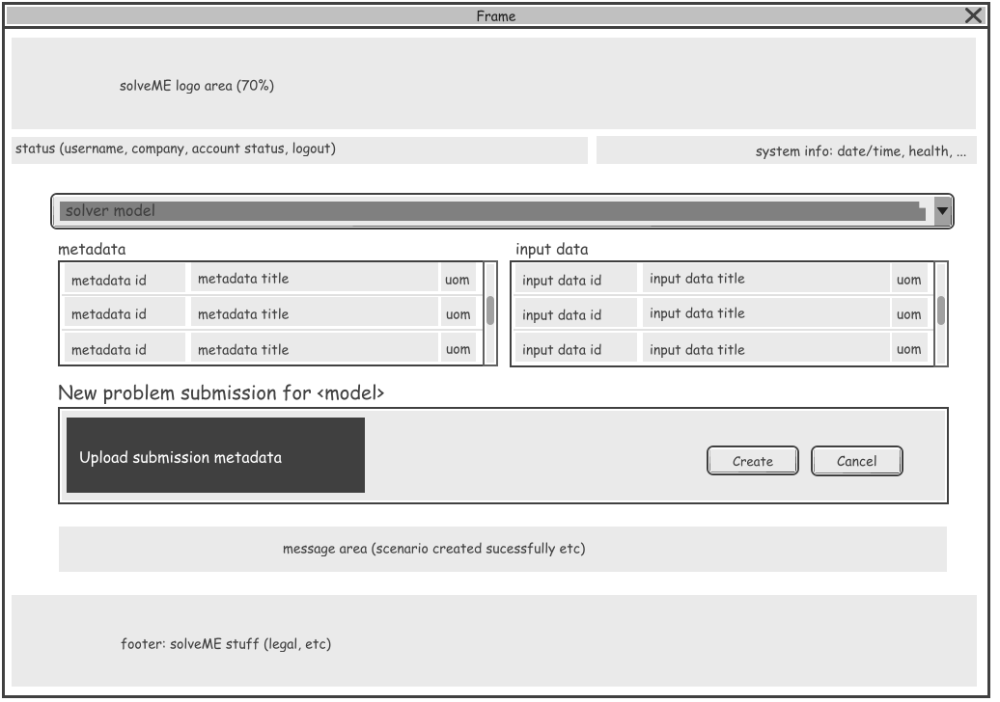 Frame
solveME logo area (70%)
status (username, company, account status, logout)
system info: date/time, health, ...
solver model
metadata
input data
metadata id metadata title uom
input data id input data title uom
metadata id metadata title uom
input data id input data title uom
metadata id metadata title uom
input data id input data title uom
New problem submission for <model>
Upload submission metadata
Create
Cancel
message area (scenario created sucessfully etc)
footer: solveME stuff (legal, etc)